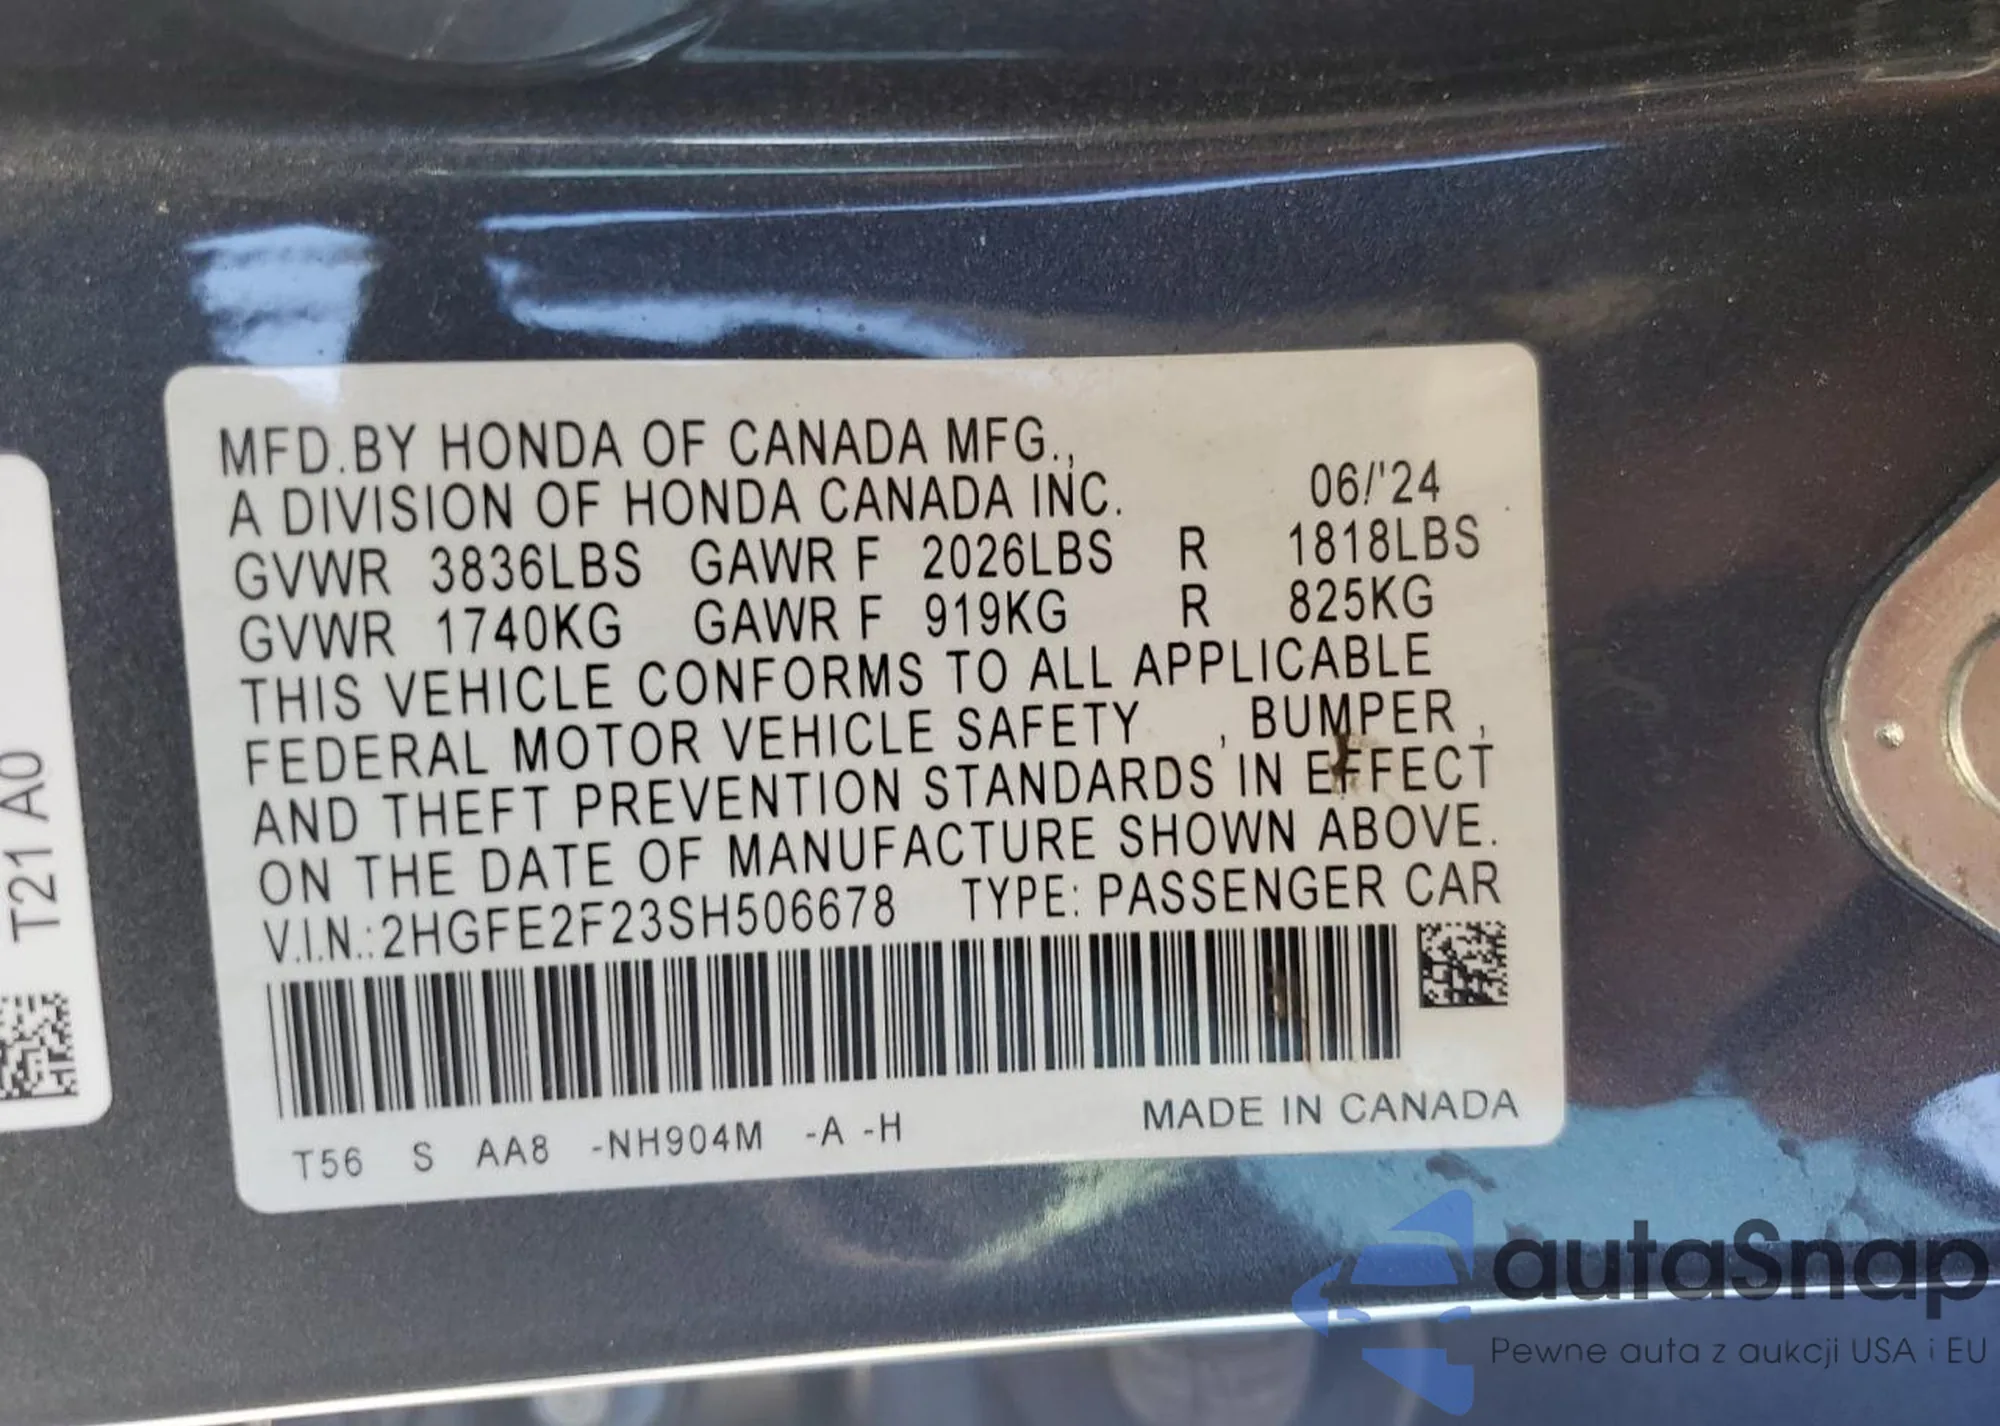 MFD.BY HONDA OF CANADA MFG.,
A DIVISION OF HONDA CANADA INC. 06/'24
GVWR 3836LBS GAWR F 2026LBS R 1818LBS
GVWR 1740KG GAWR F 919KG R 825KG
THIS VEHICLE CONFORMS TO ALL APPLICABLE
FEDERAL MOTOR VEHICLE SAFETY , BUMPER ,
AND THEFT PREVENTION STANDARDS IN EFFECT
ON THE DATE OF MANUFACTURE SHOWN ABOVE.
V.I.N.:2HGFE2F23SH506678 TYPE: PASSENGER CAR
T56 S AA8 -NH904M -A -H MADE IN CANADA
T21 A0
autaSnap
Pewne auta z aukcji USA i EU